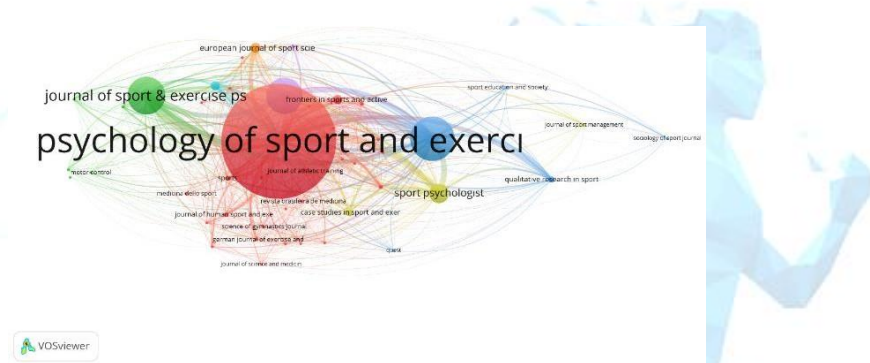 european journal of sport scie
sport education and society
journal of sport & exercise ps
frontiers in sports and active
journal of sport management
psychology of sport and exerci
sociology of sport journal
motor control
journal of athletic training
sports
qualitative research in sport
medicina dello sport
sport psychologist
revista brasileira de medicina
journal of human sport and exe
case studies in sport and exer
science of gymnastics journal
german journal of exercise and
journal of science and medicin
VOSviewer